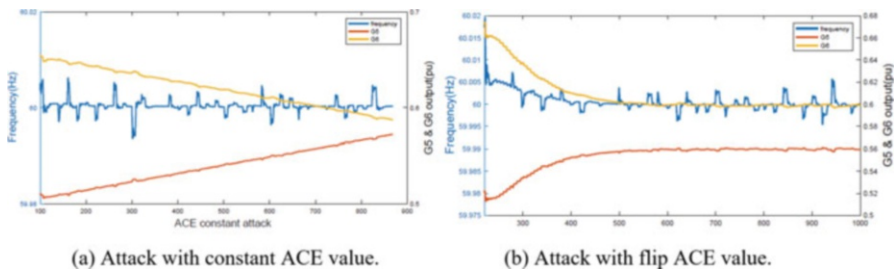 60.02
0.7
frequency
G5
G6
Frequency(Hz)
60
0.6
G5 & G6 output(pu)
59.98
0.5
100 200 300 400 500 600 700 800 900
ACE constant attack
(a) Attack with constant ACE value.
60.02
0.68
60.015
0.66
60.01
0.64
60.005
0.62
60
0.6
59.995
0.58
59.99
0.56
59.985
0.54
59.98
0.52
59.975
0.5
frequency
G5
G6
Frequency(Hz)
G5 & G6 output(pu)
300 400 500 600 700 800 900 1000
(b) Attack with flip ACE value.